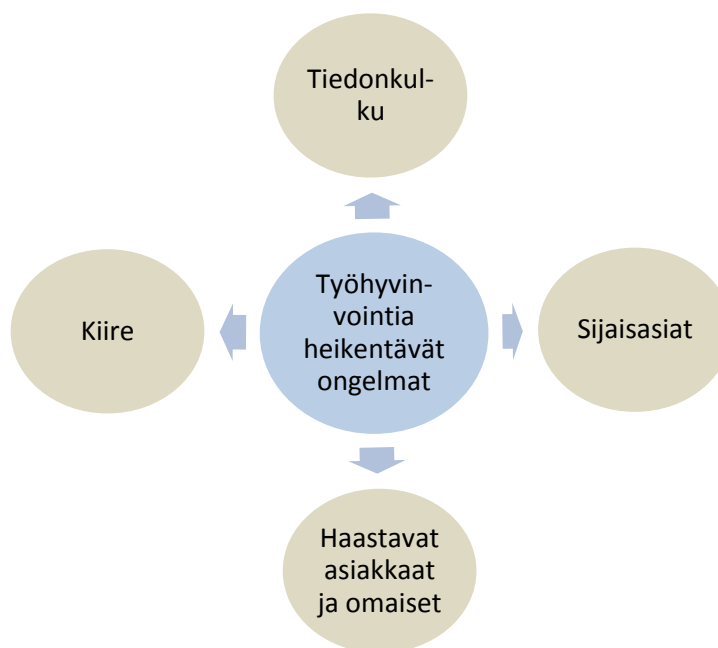 Tiedonkul-
ku
Kiire
Työhyvin-
vointia
heikentävät
ongelmat
Sijaisasiat
Haastavat
asiakkaat
ja omaiset